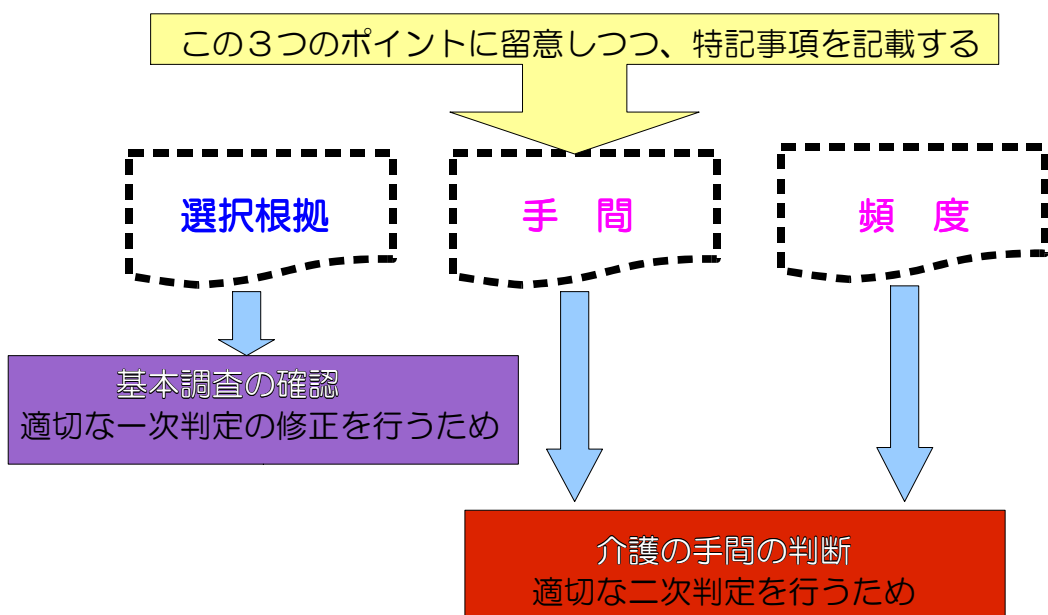 この３つのポイントに留意しつつ、特記事項を記載する
選択根拠
手　間
頻　度
基本調査の確認
適切な一次判定の修正を行うため
介護の手間の判断
適切な二次判定を行うため